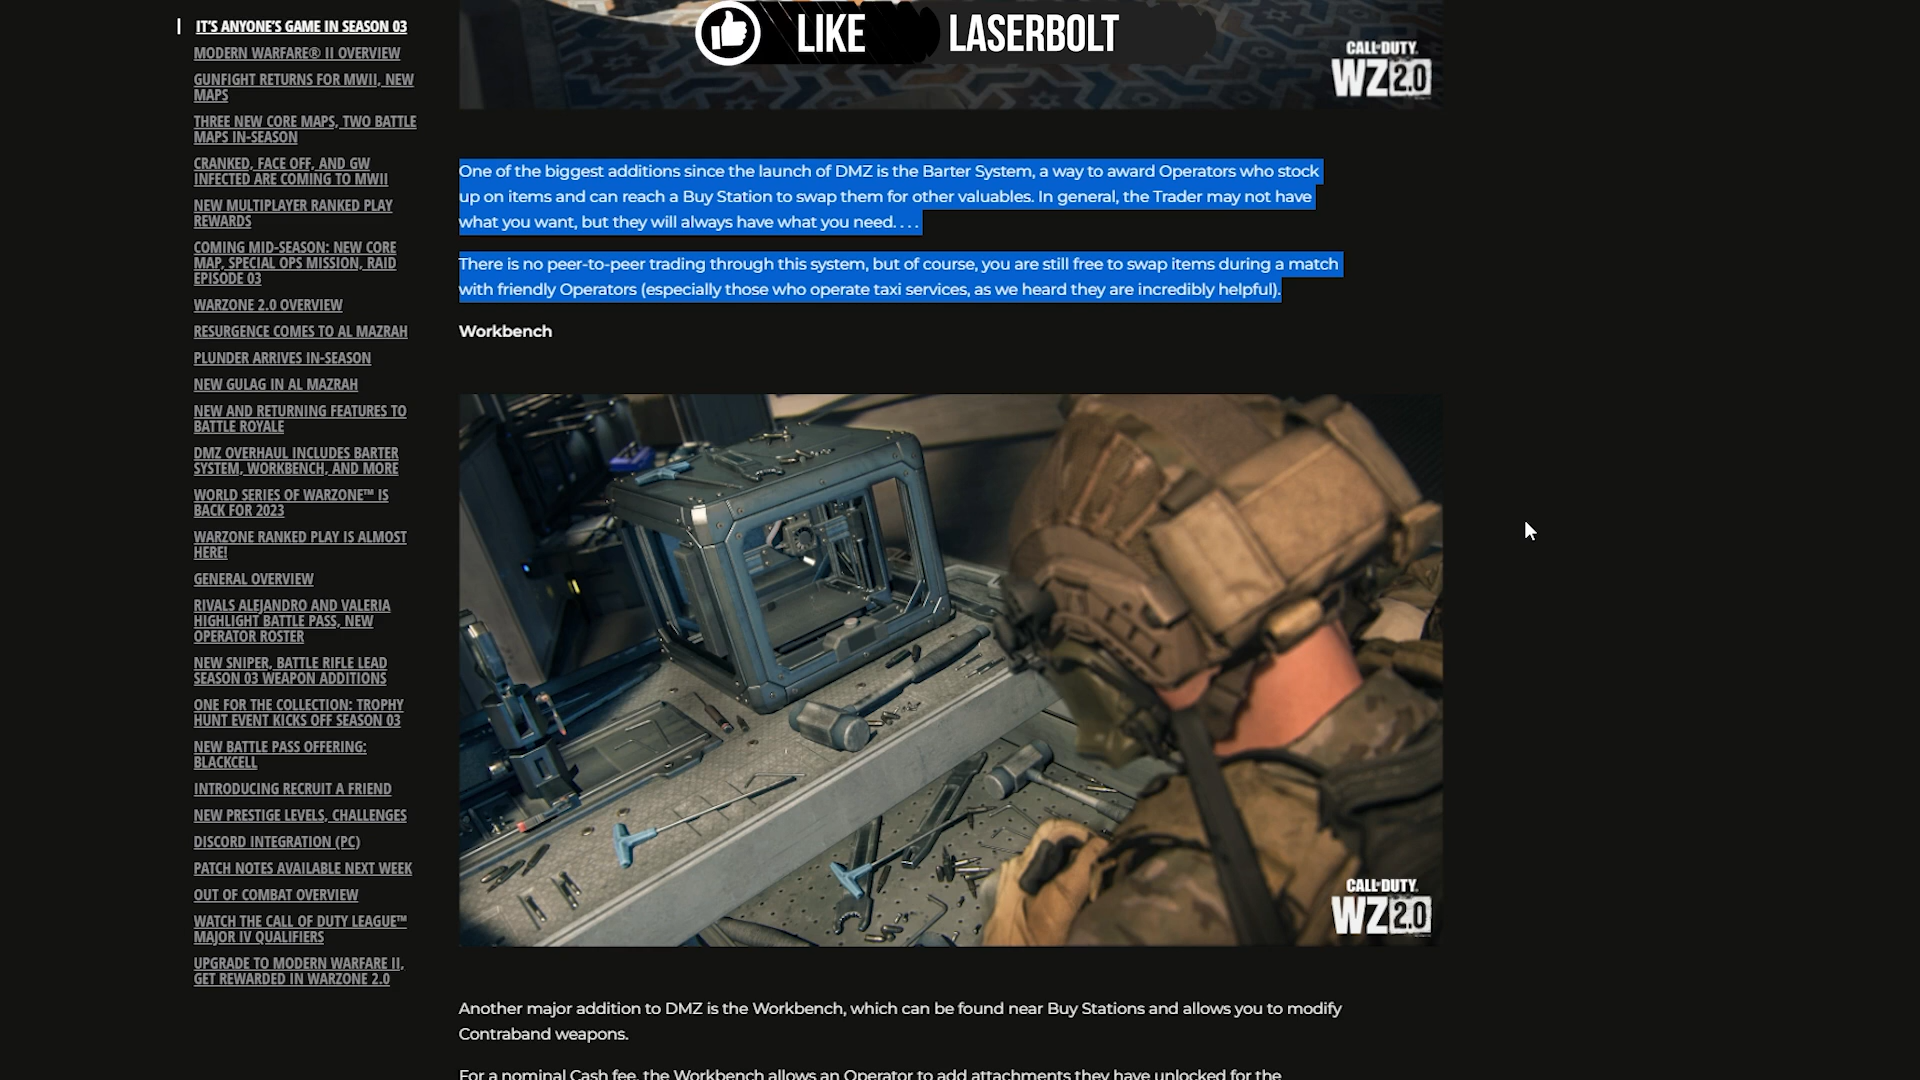 IT'S ANYONE'S GAME IN SEASON 03
MODERN WARFARE® II OVERVIEW
GUNFIGHT RETURNS FOR MWII, NEW
MAPS
THREE NEW CORE MAPS, TWO BATTLE
MAPS IN-SEASON
CRANKED, FACE OFF, AND GW
INFECTED ARE COMING TO MWII
NEW MULTIPLAYER RANKED PLAY
REWARDS
COMING MID-SEASON: NEW CORE
MAP, SPECIAL OPS MISSION, RAID
EPISODE 03
WARZONE 2.0 OVERVIEW
RESURGENCE COMES TO AL MAZRAH
PLUNDER ARRIVES IN-SEASON
NEW GULAG IN AL MAZRAH
NEW AND RETURNING FEATURES TO
BATTLE ROYALE
DMZ OVERHAUL INCLUDES BARTER
SYSTEM, WORKBENCH, AND MORE
WORLD SERIES OF WARZONE™ IS
BACK FOR 2023
WARZONE RANKED PLAY IS ALMOST
HERE!
GENERAL OVERVIEW
RIVALS ALEJANDRO AND VALERIA
HIGHLIGHT BATTLE PASS, NEW
OPERATOR ROSTER
NEW SNIPER, BATTLE RIFLE LEAD
SEASON 03 WEAPON ADDITIONS
ONE FOR THE COLLECTION: TROPHY
HUNT EVENT KICKS OFF SEASON 03
NEW BATTLE PASS OFFERING:
BLACKCELL
INTRODUCING RECRUIT A FRIEND
NEW PRESTIGE LEVELS, CHALLENGES
DISCORD INTEGRATION (PC)
PATCH NOTES AVAILABLE NEXT WEEK
OUT OF COMBAT OVERVIEW
WATCH THE CALL OF DUTY LEAGUE™
MAJOR IV QUALIFIERS
UPGRADE TO MODERN WARFARE II,
GET REWARDED IN WARZONE 2.0
LIKE LASERBOLT
CALL OF DUTY
WZ 2.0
One of the biggest additions since the launch of DMZ is the Barter System, a way to award Operators who stock
up on items and can reach a Buy Station to swap them for other valuables. In general, the Trader may not have
what you want, but they will always have what you need. . . .
There is no peer-to-peer trading through this system, but of course, you are still free to swap items during a match
with friendly Operators (especially those who operate taxi services, as we heard they are incredibly helpful).
Workbench
CALL OF DUTY
WZ 2.0
Another major addition to DMZ is the Workbench, which can be found near Buy Stations and allows you to modify
Contraband weapons.
For a nominal Cash fee, the Workbench allows an Operator to add attachments they have unlocked for the